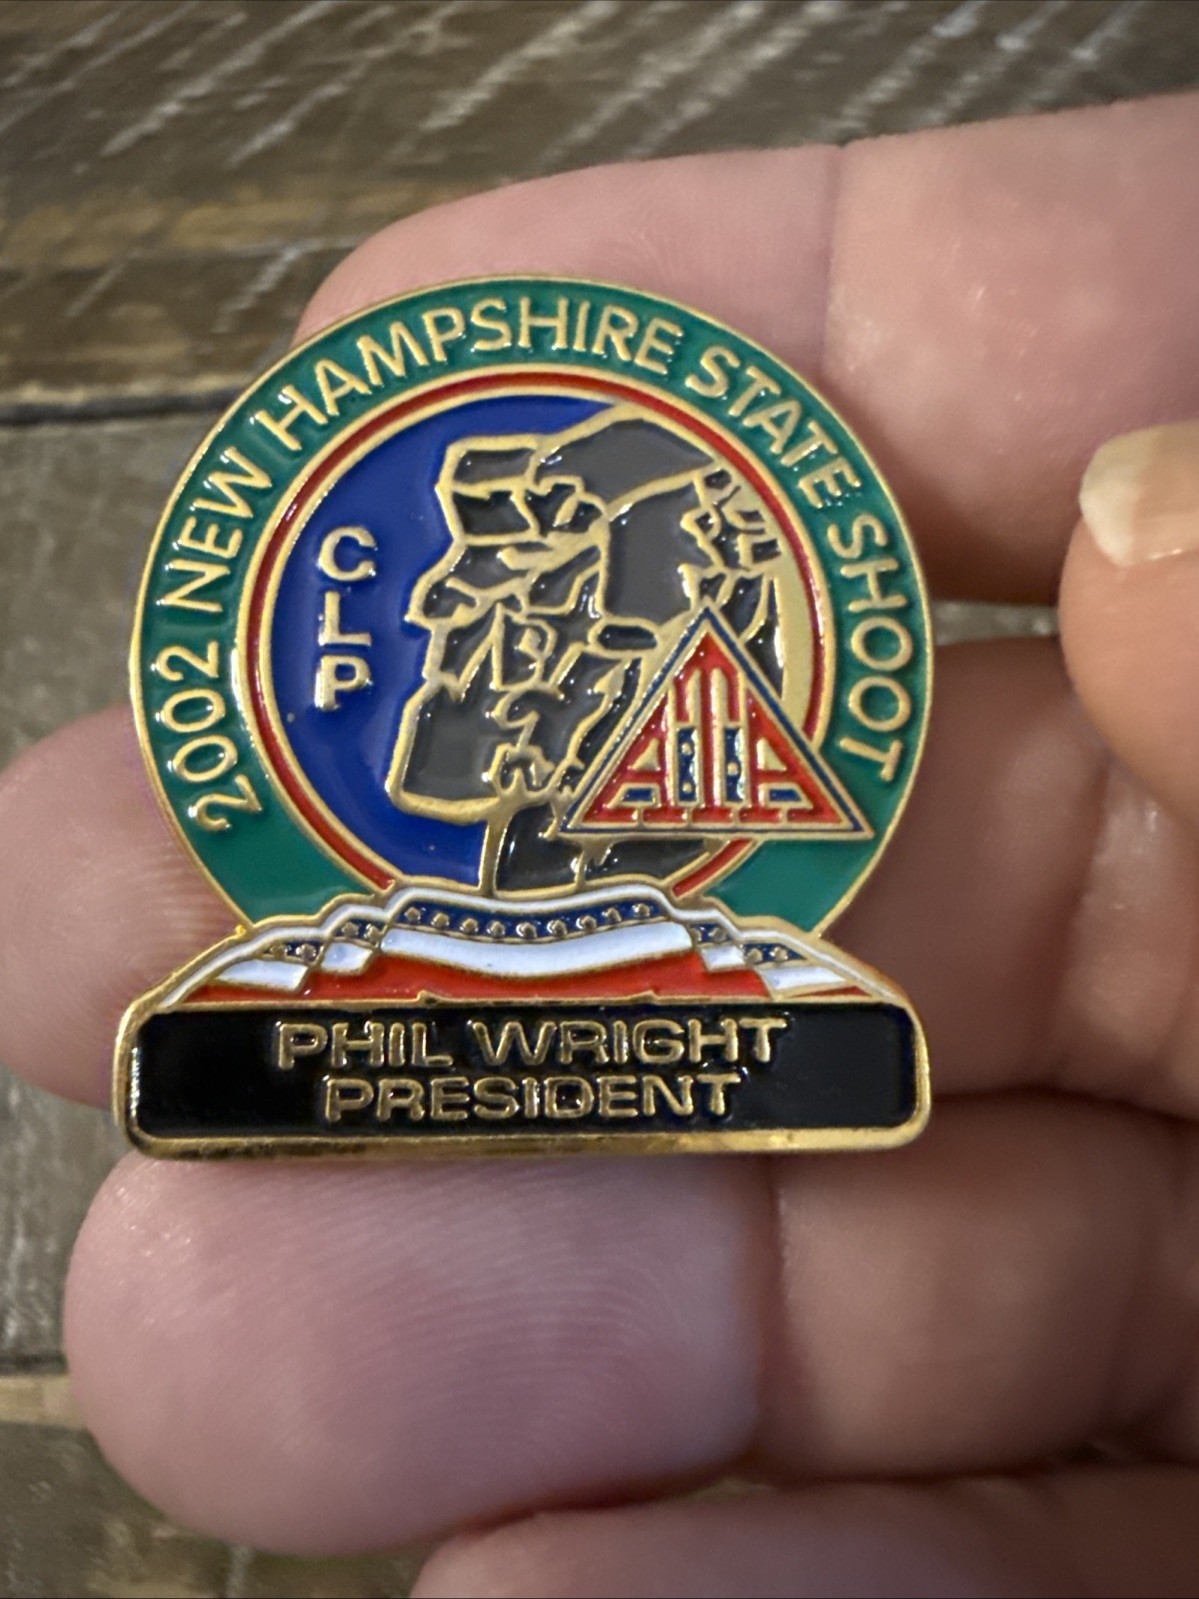 2002 NEW HAMPSHIRE STATE SHOOT
CLP
ATA
PHIL WRIGHT
PRESIDENT